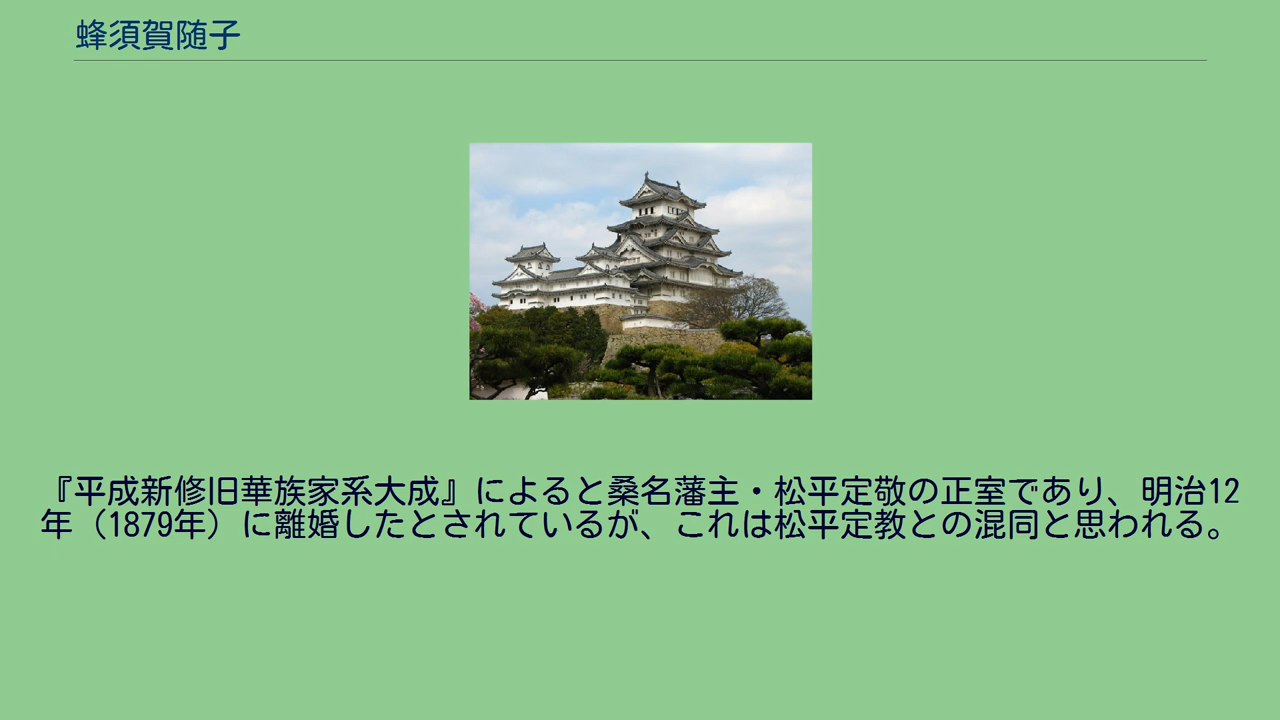 蜂須賀随子
『平成新修旧華族家系大成』によると桑名藩主・松平定敬の正室であり、明治12
年（1879年）に離婚したとされているが、これは松平定教との混同と思われる。